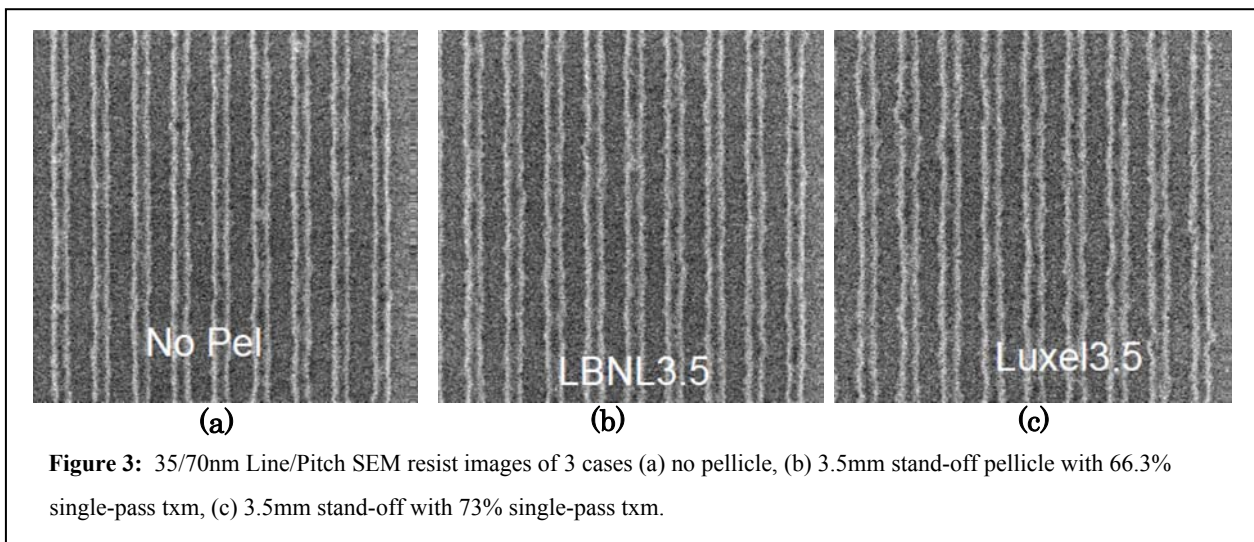 No Pel
LBNL3.5
Luxel3.5
(a)
(b)
(c)
Figure 3: 35/70nm Line/Pitch SEM resist images of 3 cases (a) no pellicle, (b) 3.5mm stand-off pellicle with 66.3%
single-pass txm, (c) 3.5mm stand-off with 73% single-pass txm.